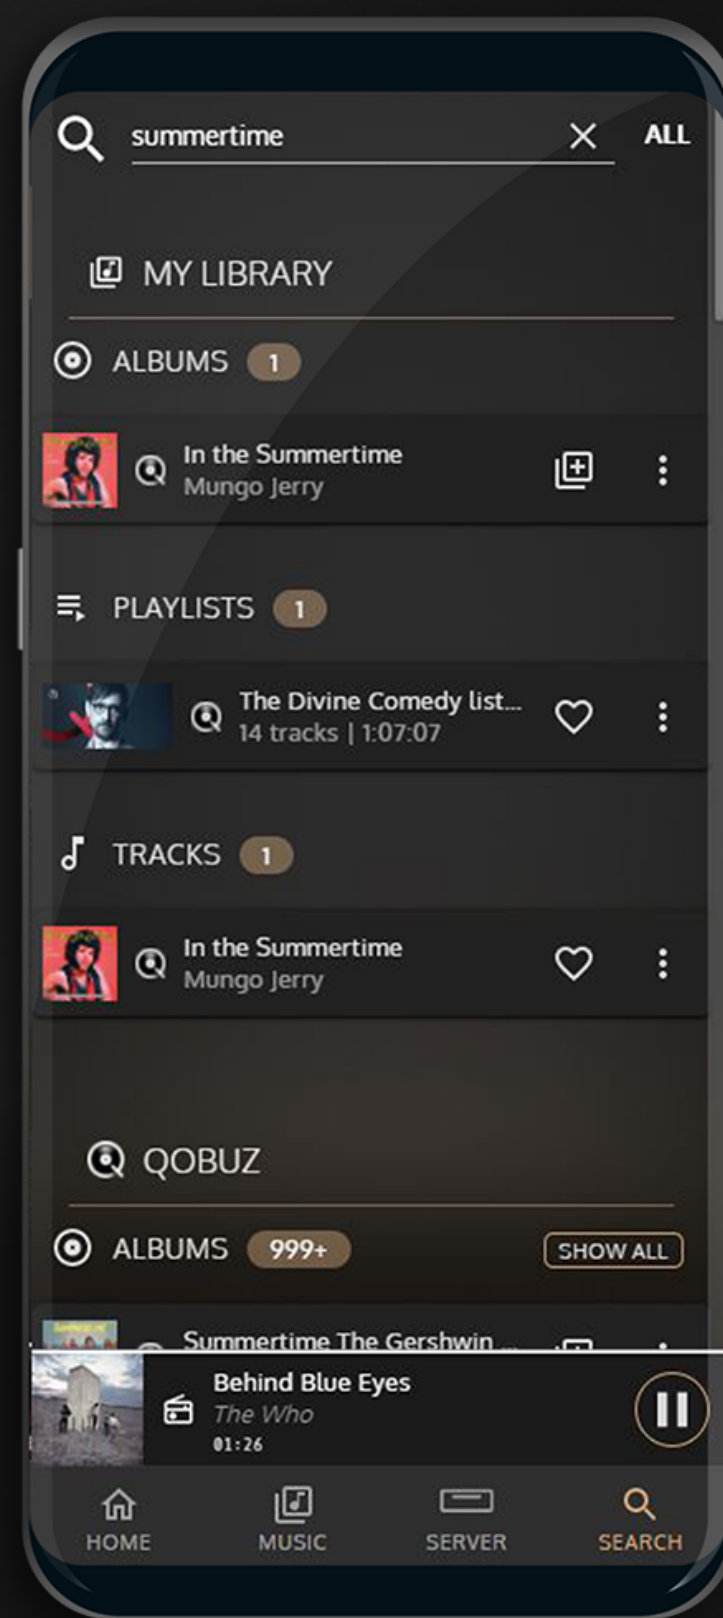 summertime
ALL
MY LIBRARY
ALBUMS 1
In the Summertime
Mungo Jerry
PLAYLISTS 1
The Divine Comedy list...
14 tracks | 1:07:07
TRACKS 1
In the Summertime
Mungo Jerry
QOBUZ
ALBUMS 999+ SHOW ALL
Summertime The Gershwin ...
Behind Blue Eyes
The Who
01:26
HOME MUSIC SERVER SEARCH